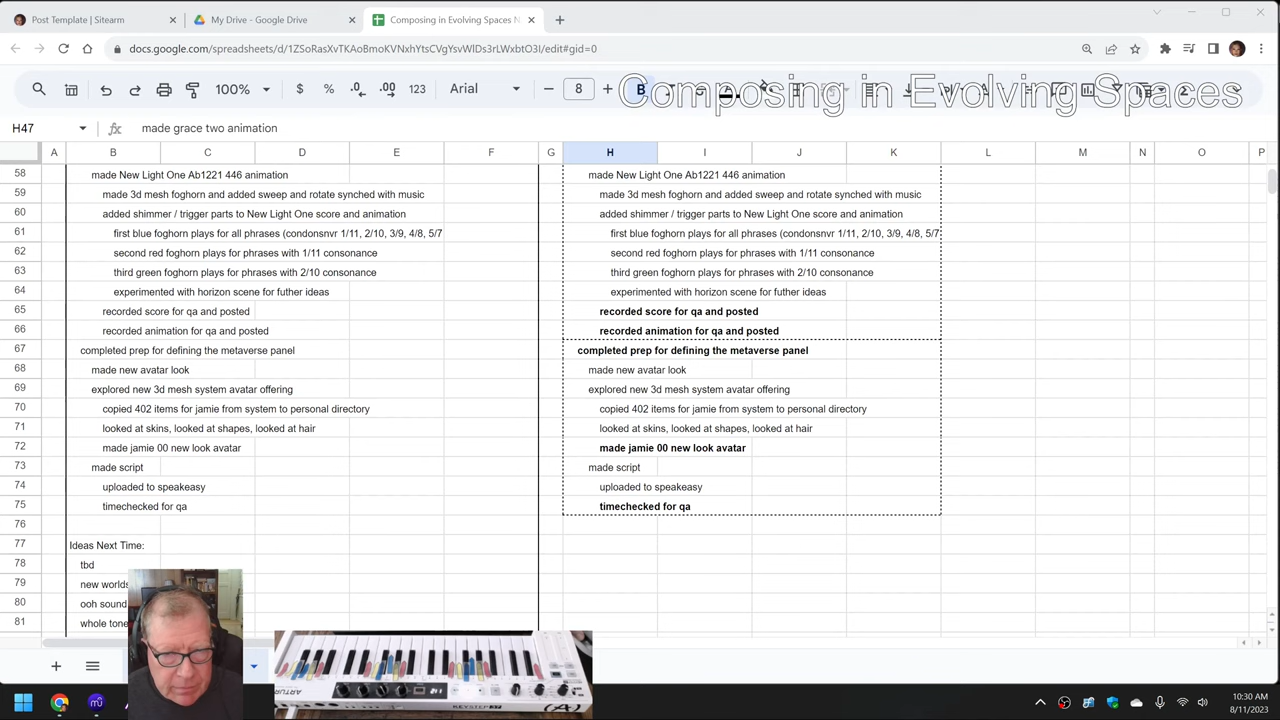 Post Template | Sitearm
My Drive - Google Drive
Composing in Evolving Spaces N
docs.google.com/spreadsheets/d/1ZSoRasXvTKAoBmoKVNxhYtsCVgYsvWlDs3rLWxbtO3I/edit#gid=0
100%
$ % .0 .00 123
Arial
8
B
Composing in Evolving Spaces
H47
fx
made grace two animation
A B C D E F G H I J K L M N O P
58 made New Light One Ab1221 446 animation made New Light One Ab1221 446 animation
59 made 3d mesh foghorn and added sweep and rotate synched with music made 3d mesh foghorn and added sweep and rotate synched with music
60 added shimmer / trigger parts to New Light One score and animation added shimmer / trigger parts to New Light One score and animation
61 first blue foghorn plays for all phrases (condonsnvr 1/11, 2/10, 3/9, 4/8, 5/7 first blue foghorn plays for all phrases (condonsnvr 1/11, 2/10, 3/9, 4/8, 5/7
62 second red foghorn plays for phrases with 1/11 consonance second red foghorn plays for phrases with 1/11 consonance
63 third green foghorn plays for phrases with 2/10 consonance third green foghorn plays for phrases with 2/10 consonance
64 experimented with horizon scene for futher ideas experimented with horizon scene for futher ideas
65 recorded score for qa and posted recorded score for qa and posted
66 recorded animation for qa and posted recorded animation for qa and posted
67 completed prep for defining the metaverse panel completed prep for defining the metaverse panel
68 made new avatar look made new avatar look
69 explored new 3d mesh system avatar offering explored new 3d mesh system avatar offering
70 copied 402 items for jamie from system to personal directory copied 402 items for jamie from system to personal directory
71 looked at skins, looked at shapes, looked at hair looked at skins, looked at shapes, looked at hair
72 made jamie 00 new look avatar made jamie 00 new look avatar
73 made script made script
74 uploaded to speakeasy uploaded to speakeasy
75 timechecked for qa timechecked for qa
76
77 Ideas Next Time:
78 tbd
79 new worlds
80 ooh sound
81 whole tone
ARTUR
KEYSTEP 37
10:30 AM
8/11/2023